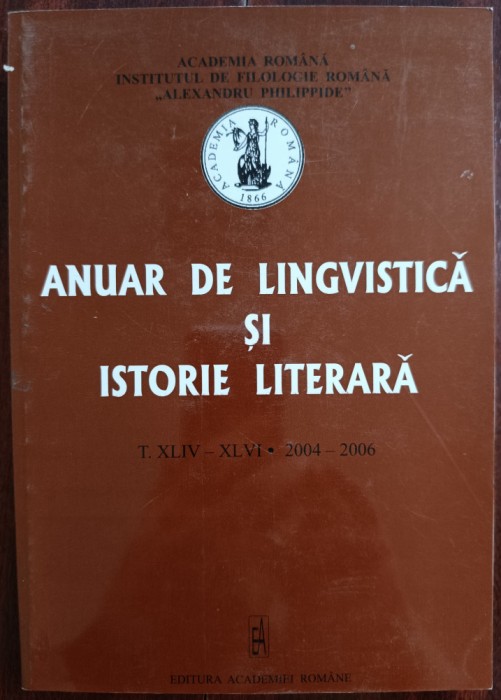 ACADEMIA ROMÂNĂ
INSTITUTUL DE FILOLOGIE ROMÂNĂ
„ALEXANDRU PHILIPPIDE”
ACADEMIA ROMÂNA
1866
ANUAR DE LINGVISTICĂ
ȘI
ISTORIE LITERARĂ
T. XLIV – XLVI • 2004 – 2006
EA
EDITURA ACADEMIEI ROMÂNE